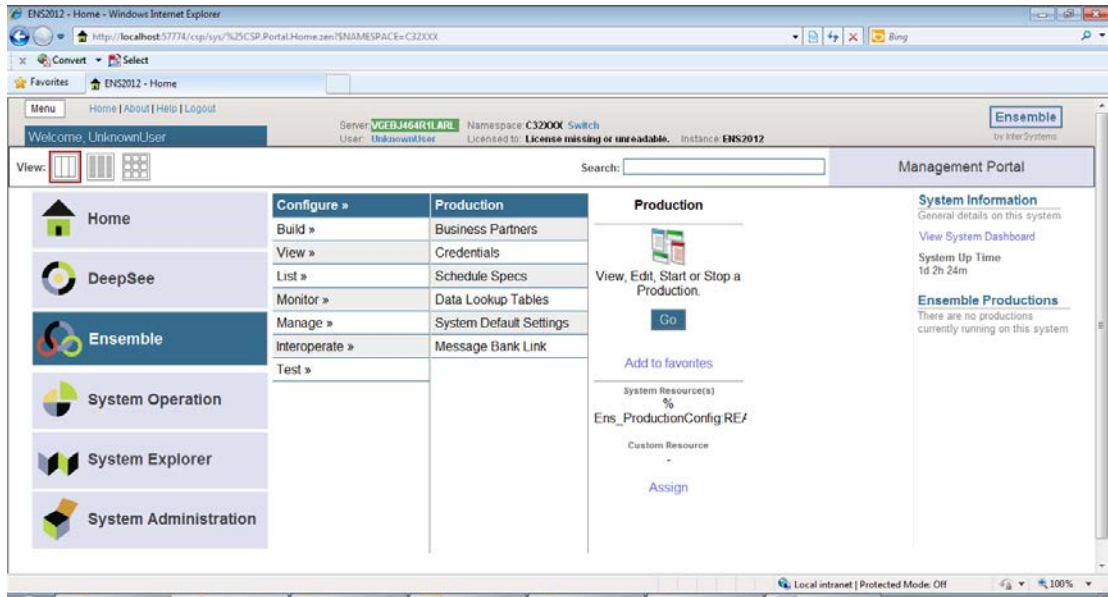 ENS2012 - Home - Windows Internet Explorer
http://localhost:57774/csp/sys/%25CSP.Portal.Home.zen?$NAMESPACE=C32XXX
Bing
x Convert Select
Favorites ENS2012 - Home
Menu Home | About | Help | Logout
Server: VGEBJ464R1LARL Namespace: C32XXX Switch
Welcome, UnknownUser
User: UnknownUser Licensed to: License missing or unreadable. Instance: ENS2012
Ensemble
by InterSystems
View: Search: Management Portal
Home
DeepSee
Ensemble
System Operation
System Explorer
System Administration
Configure »
Build »
View »
List »
Monitor »
Manage »
Interoperate »
Test »
Production
Business Partners
Credentials
Schedule Specs
Data Lookup Tables
System Default Settings
Message Bank Link
Production
View, Edit, Start or Stop a
Production.
Go
Add to favorites
System Resource(s)
%
Ens_ProductionConfig:REA
Custom Resource
-
Assign
System Information
General details on this system
View System Dashboard
System Up Time
1d 2h 24m
Ensemble Productions
There are no productions
currently running on this system
Local intranet | Protected Mode: Off 100%